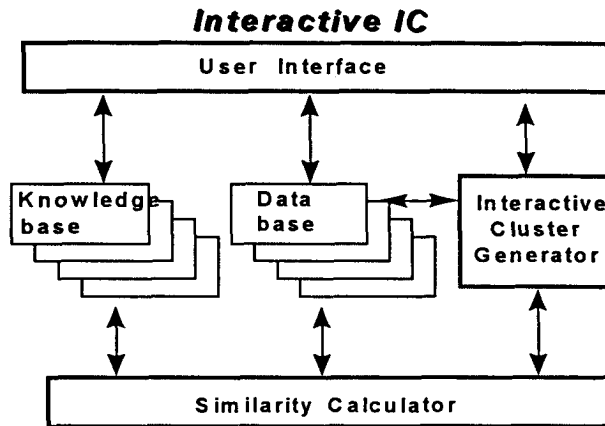 Interactive IC
User Interface
Knowledge
base
Data
base
Interactive
Cluster
Generator
Similarity Calculator